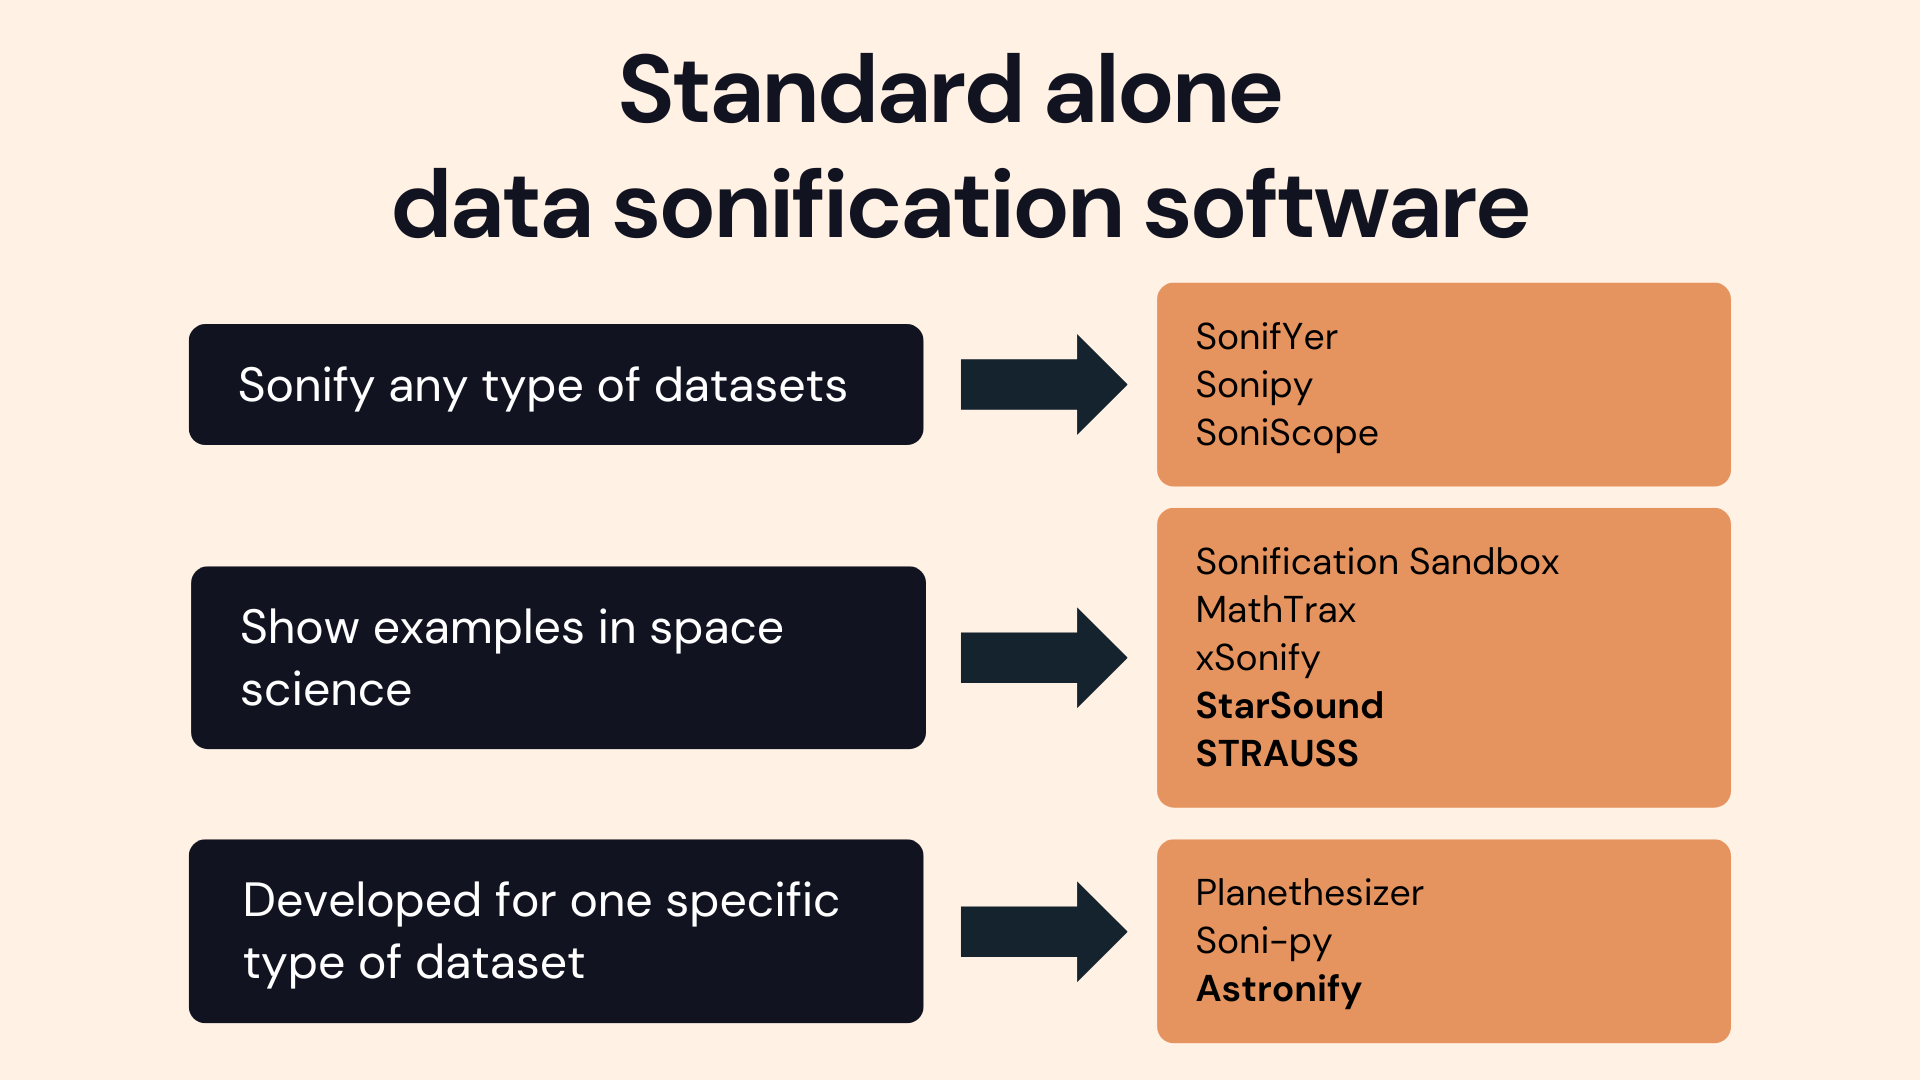 Standard alone
data sonification software
Sonify any type of datasets
SonifYer
Sonipy
SoniScope
Show examples in space
science
Sonification Sandbox
MathTrax
xSonify
StarSound
STRAUSS
Developed for one specific
type of dataset
Planethesizer
Soni-py
Astronify